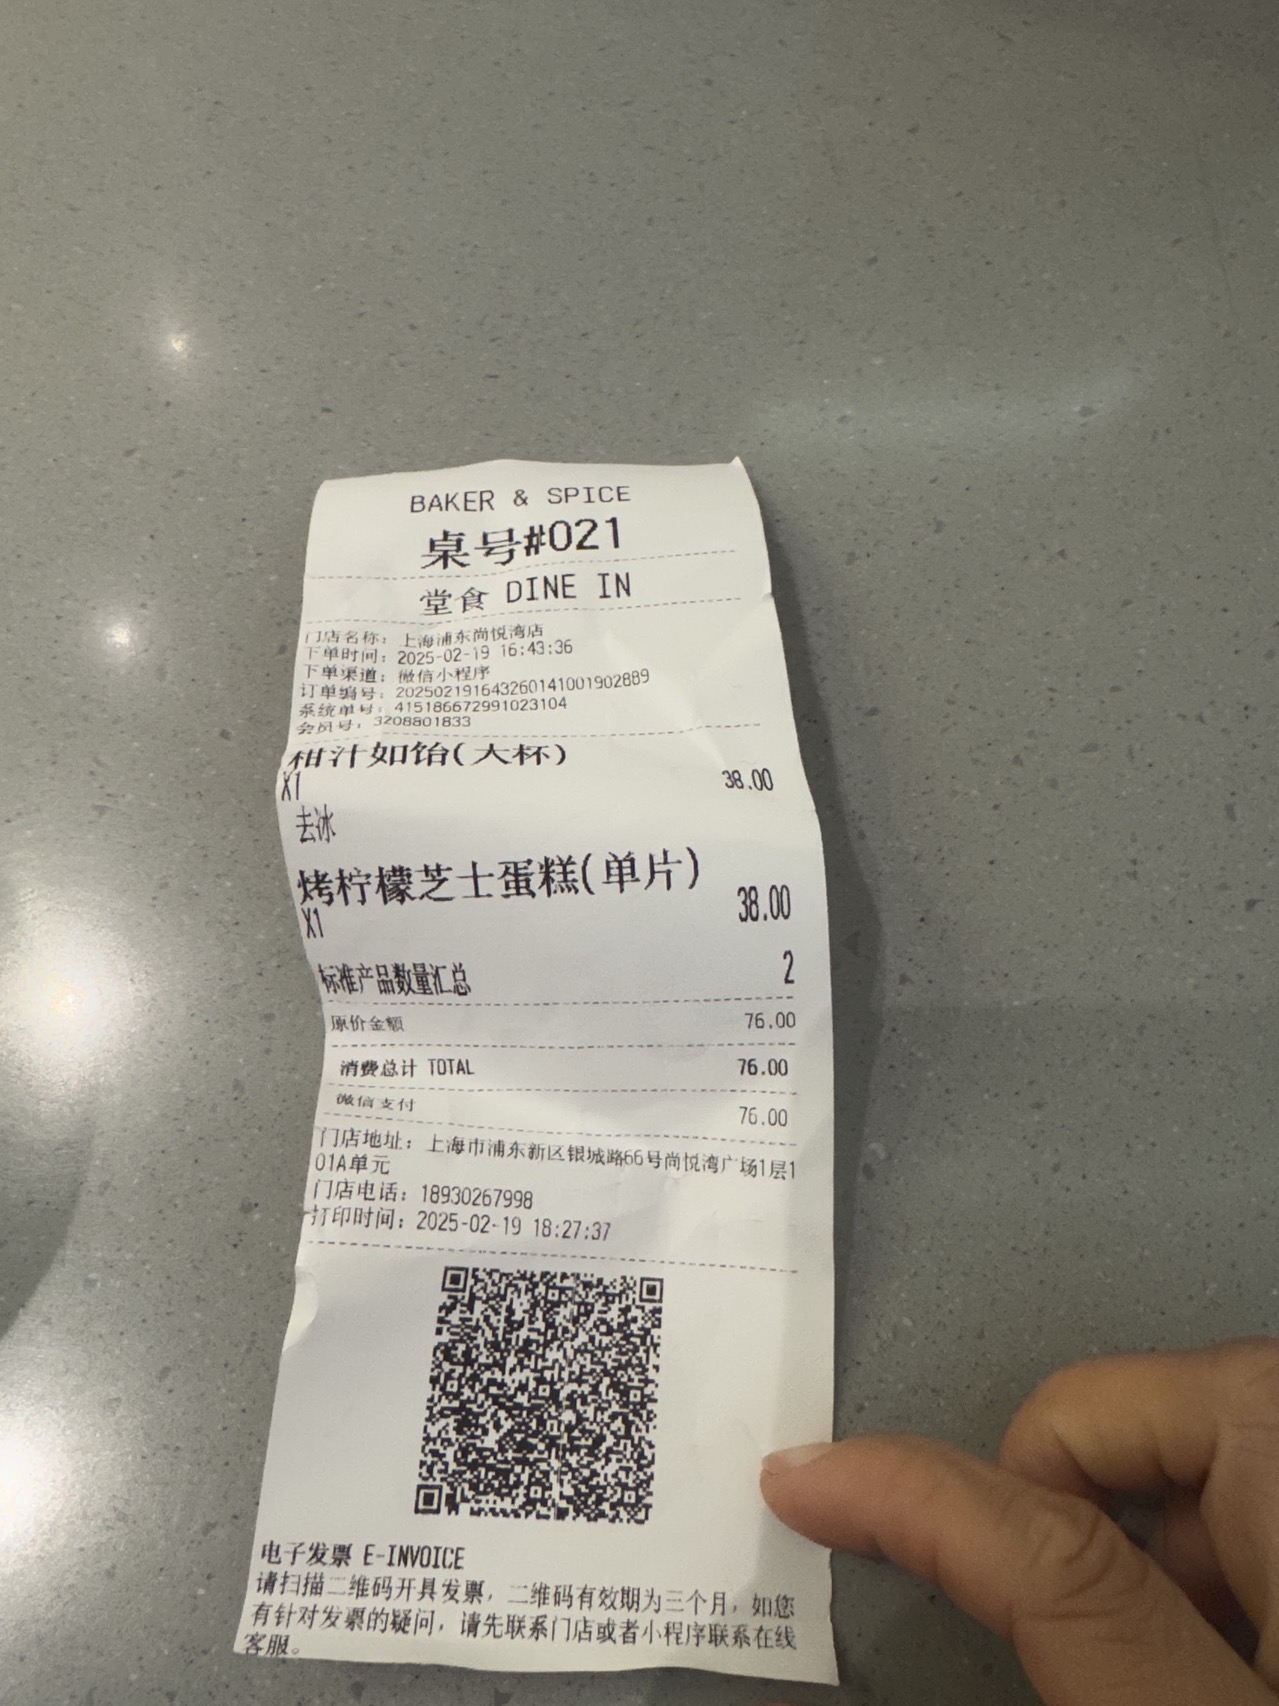 BAKER & SPICE
桌号#021
堂食 DINE IN
门店名称：上海浦东尚悦湾店
下单时间：2025-02-19 16:43:36
下单渠道：微信小程序
订单编号：2025021916432601410019​02889
系统单号：415186672991023104
会员号：3208801833
柑汁如饴(大杯)
X1 38.00
去冰
烤柠檬芝士蛋糕(单片)
X1 38.00
标准产品数量汇总 2
原价金额 76.00
消费总计 TOTAL 76.00
微信支付 76.00
门店地址：上海市浦东新区银城路66号尚悦湾广场1层1
01A单元
门店电话：18930267998
打印时间：2025-02-19 18:27:37
电子发票 E-INVOICE
请扫描二维码开具发票，二维码有效期为三个月，如您
有针对发票的疑问，请先联系门店或者小程序联系在线
客服。